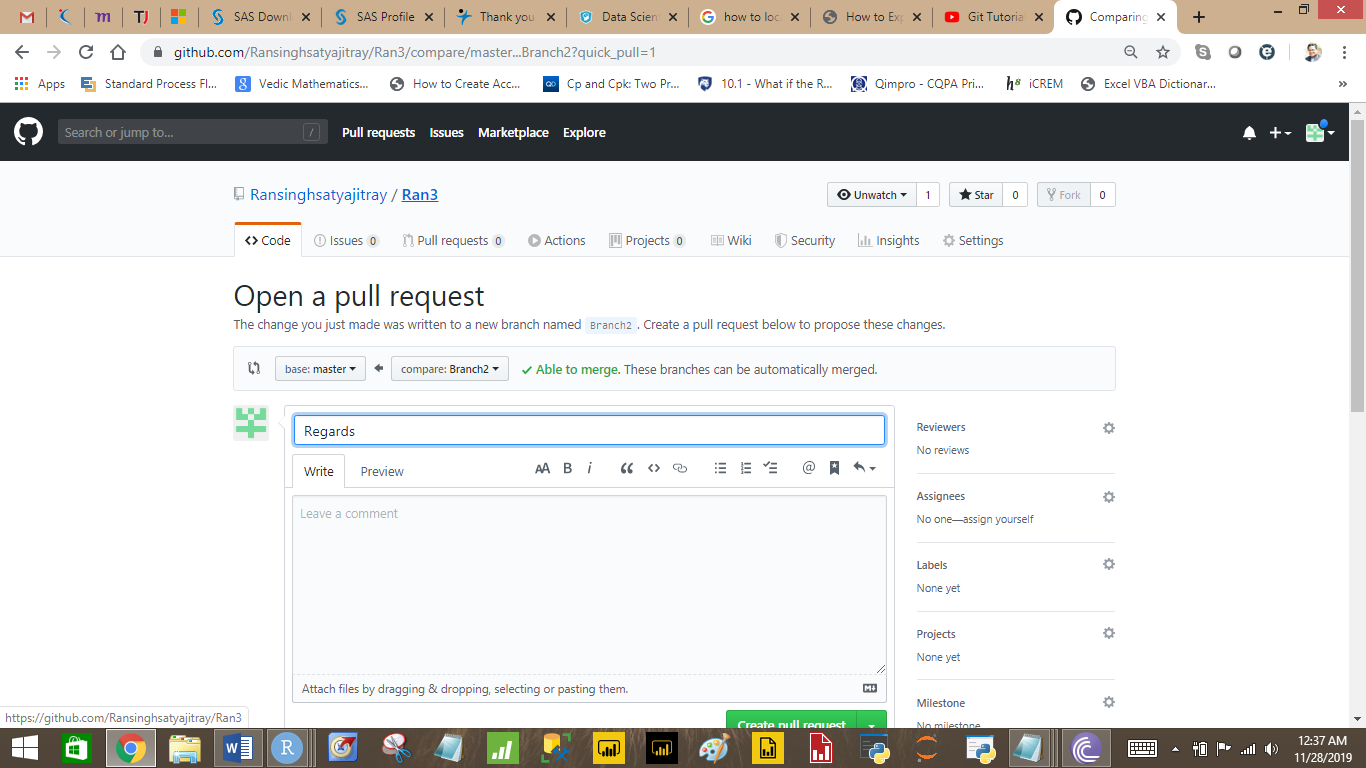 SAS Downl
SAS Profile
Thank you
Data Scien
how to loc
How to Exp
Git Tutoria
Comparing
github.com/Ransinghsatyajitray/Ran3/compare/master...Branch2?quick_pull=1
Apps
Standard Process Fl...
Vedic Mathematics...
How to Create Acc...
Cp and Cpk: Two Pr...
10.1 - What if the R...
Qimpro - CQPA Pri...
iCREM
Excel VBA Dictionar...
Search or jump to...
/
Pull requests
Issues
Marketplace
Explore
Ransinghsatyajitray / Ran3
Unwatch 1
Star 0
Fork 0
Code
Issues 0
Pull requests 0
Actions
Projects 0
Wiki
Security
Insights
Settings
Open a pull request
The change you just made was written to a new branch named Branch2. Create a pull request below to propose these changes.
base: master
compare: Branch2
Able to merge. These branches can be automatically merged.
Regards
Write
Preview
AA B i
@
Leave a comment
Attach files by dragging & dropping, selecting or pasting them.
Create pull request
Reviewers
No reviews
Assignees
No one—assign yourself
Labels
None yet
Projects
None yet
Milestone
No milestone
https://github.com/Ransinghsatyajitray/Ran3
12:37 AM
11/28/2019